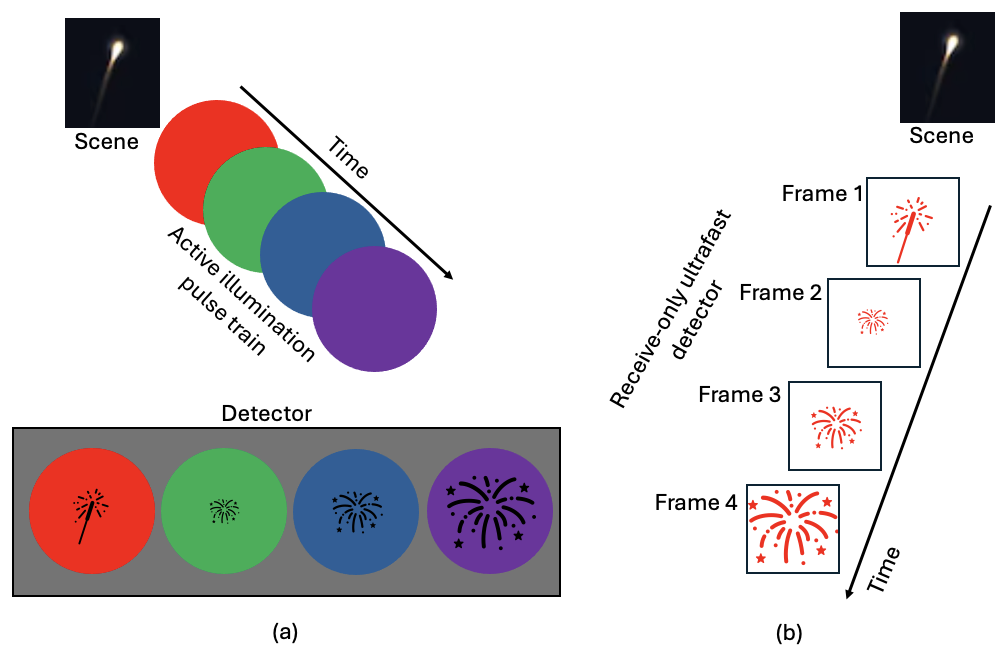 Scene
Time
Active illumination
pulse train
Detector
(a)
Scene
Frame 1
Frame 2
Receive-only ultrafast
detector
Frame 3
Frame 4
Time
(b)